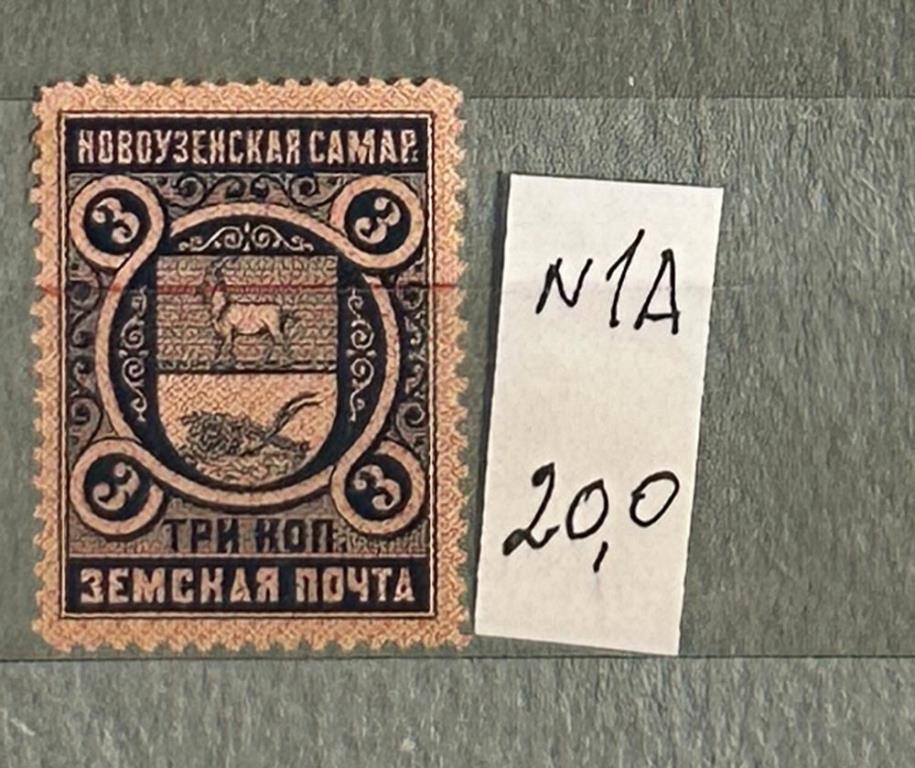 НОВОУЗЕНСКАЯ САМАР.
3 3
3 3
ТРИ КОП.
ЗЕМСКАЯ ПОЧТА
N1A
20,0